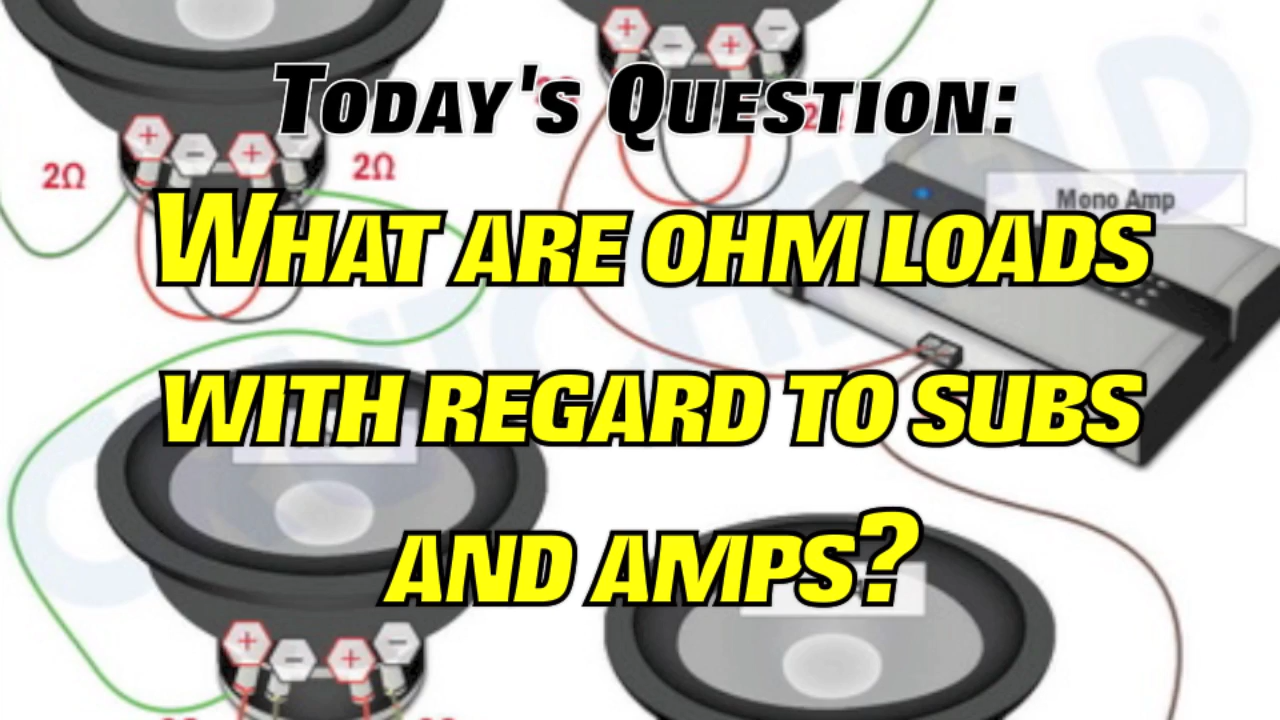 Today's Question:
2Ω
2Ω
Mono Amp
What are ohm loads
with regard to subs
and amps?